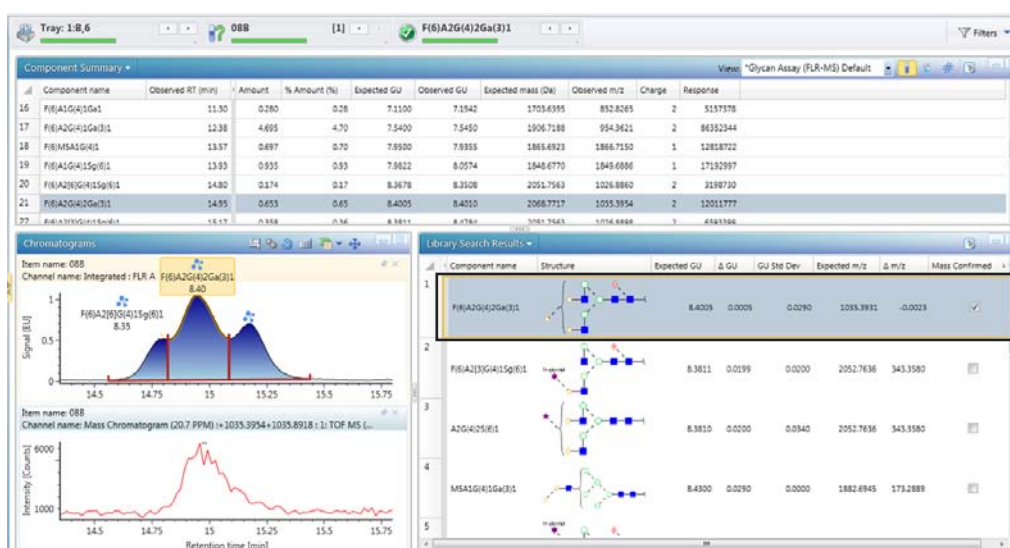 Tray: 1:B,6 08B [1] F(6)A2G(4)2Ga(3)1 Filters
Component Summary View: *Glycan Assay (FLR-MS) Default
Component name Observed RT (min) Amount % Amount (%) Expected GU Observed GU Expected mass (Da) Observed m/z Charge Response
16 F(6)A1G(4)1Ga1 11.30 0.280 0.28 7.1100 7.1942 1703.6395 852.8265 2 5157378
17 F(6)A2G(4)1Ga(3)1 12.38 4.695 4.70 7.5400 7.5450 1906.7188 954.3621 2 86352344
18 F(6)M5A1G(4)1 13.57 0.697 0.70 7.9500 7.9355 1865.6923 1866.7150 1 12818722
19 F(6)A1G(4)1Sg(6)1 13.93 0.935 0.93 7.9822 8.0574 1848.6770 1849.6886 1 17192997
20 F(6)A2[6]G(4)1Sg(6)1 14.80 0.174 0.17 8.3678 8.3508 2051.7563 1026.8860 2 3198730
21 F(6)A2G(4)2Ga(3)1 14.95 0.653 0.65 8.4005 8.4010 2068.7717 1035.3954 2 12011777
22
Chromatograms
Item name: 08B
Channel name: Integrated : FLR A
F(6)A2G(4)2Ga(3)1
8.40
F(6)A2[6]G(4)1Sg(6)1
8.35
Signal [EU]
1
0.5
0
14.5 14.75 15 15.25 15.5 15.75
Item name: 08B
Channel name: Mass Chromatogram (20.7 PPM) :+1035.3954+1035.8918 : 1: TOF MS (...
Intensity [Counts]
6000
1000
14.5 14.75 15 15.25 15.5 15.75
Retention time [min]
Library Search Results
Component name Structure Expected GU Δ GU GU Std Dev Expected m/z Δ m/z Mass Confirmed
1
F(6)A2G(4)2Ga(3)1 8.4005 0.0005 0.0290 1035.3931 -0.0023
2
F(6)A2[3]G(4)1Sg(6)1 8.3811 0.0199 0.0200 2052.7636 343.3580
3
A2G(4)2S(6)1 8.3810 0.0200 0.0340 2052.7636 343.3580
4
M5A1G(4)1Ga(3)1 8.4300 0.0290 0.0000 1882.6945 173.2889
5